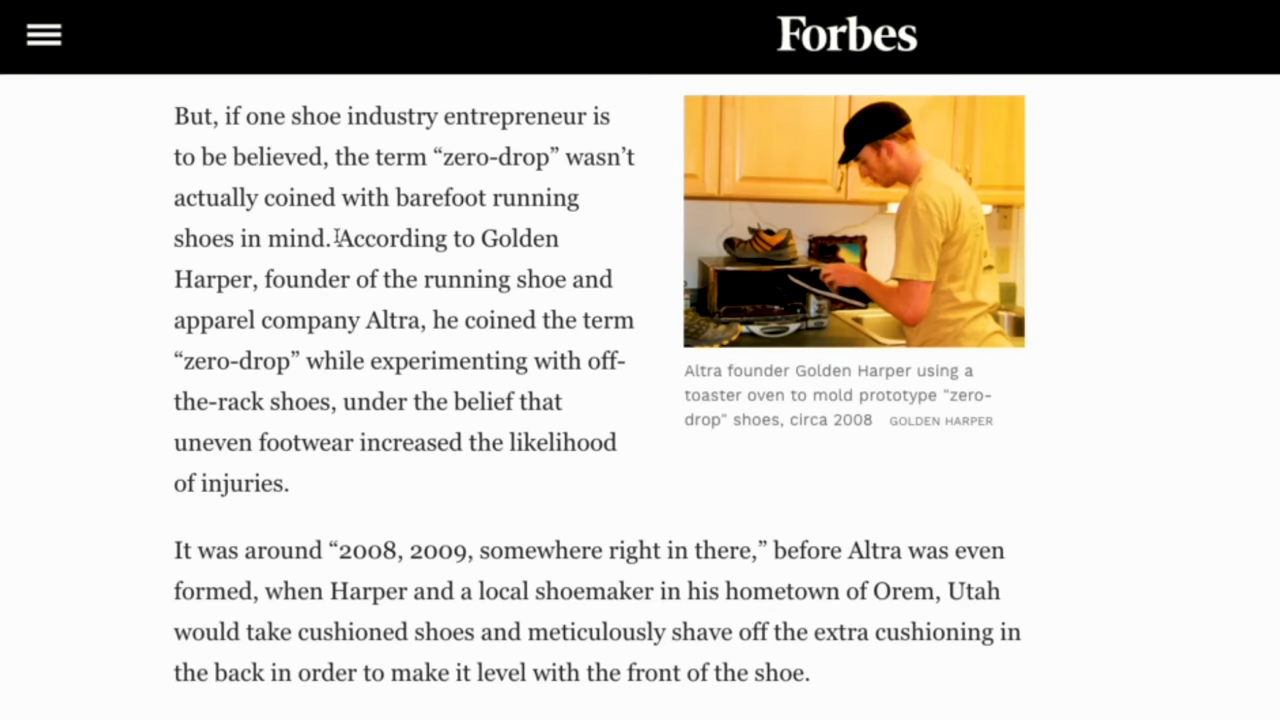 Forbes
But, if one shoe industry entrepreneur is
to be believed, the term “zero-drop” wasn’t
actually coined with barefoot running
shoes in mind. According to Golden
Harper, founder of the running shoe and
apparel company Altra, he coined the term
“zero-drop” while experimenting with off-
the-rack shoes, under the belief that
uneven footwear increased the likelihood
of injuries.
Altra founder Golden Harper using a
toaster oven to mold prototype "zero-
drop" shoes, circa 2008 GOLDEN HARPER
It was around “2008, 2009, somewhere right in there,” before Altra was even
formed, when Harper and a local shoemaker in his hometown of Orem, Utah
would take cushioned shoes and meticulously shave off the extra cushioning in
the back in order to make it level with the front of the shoe.